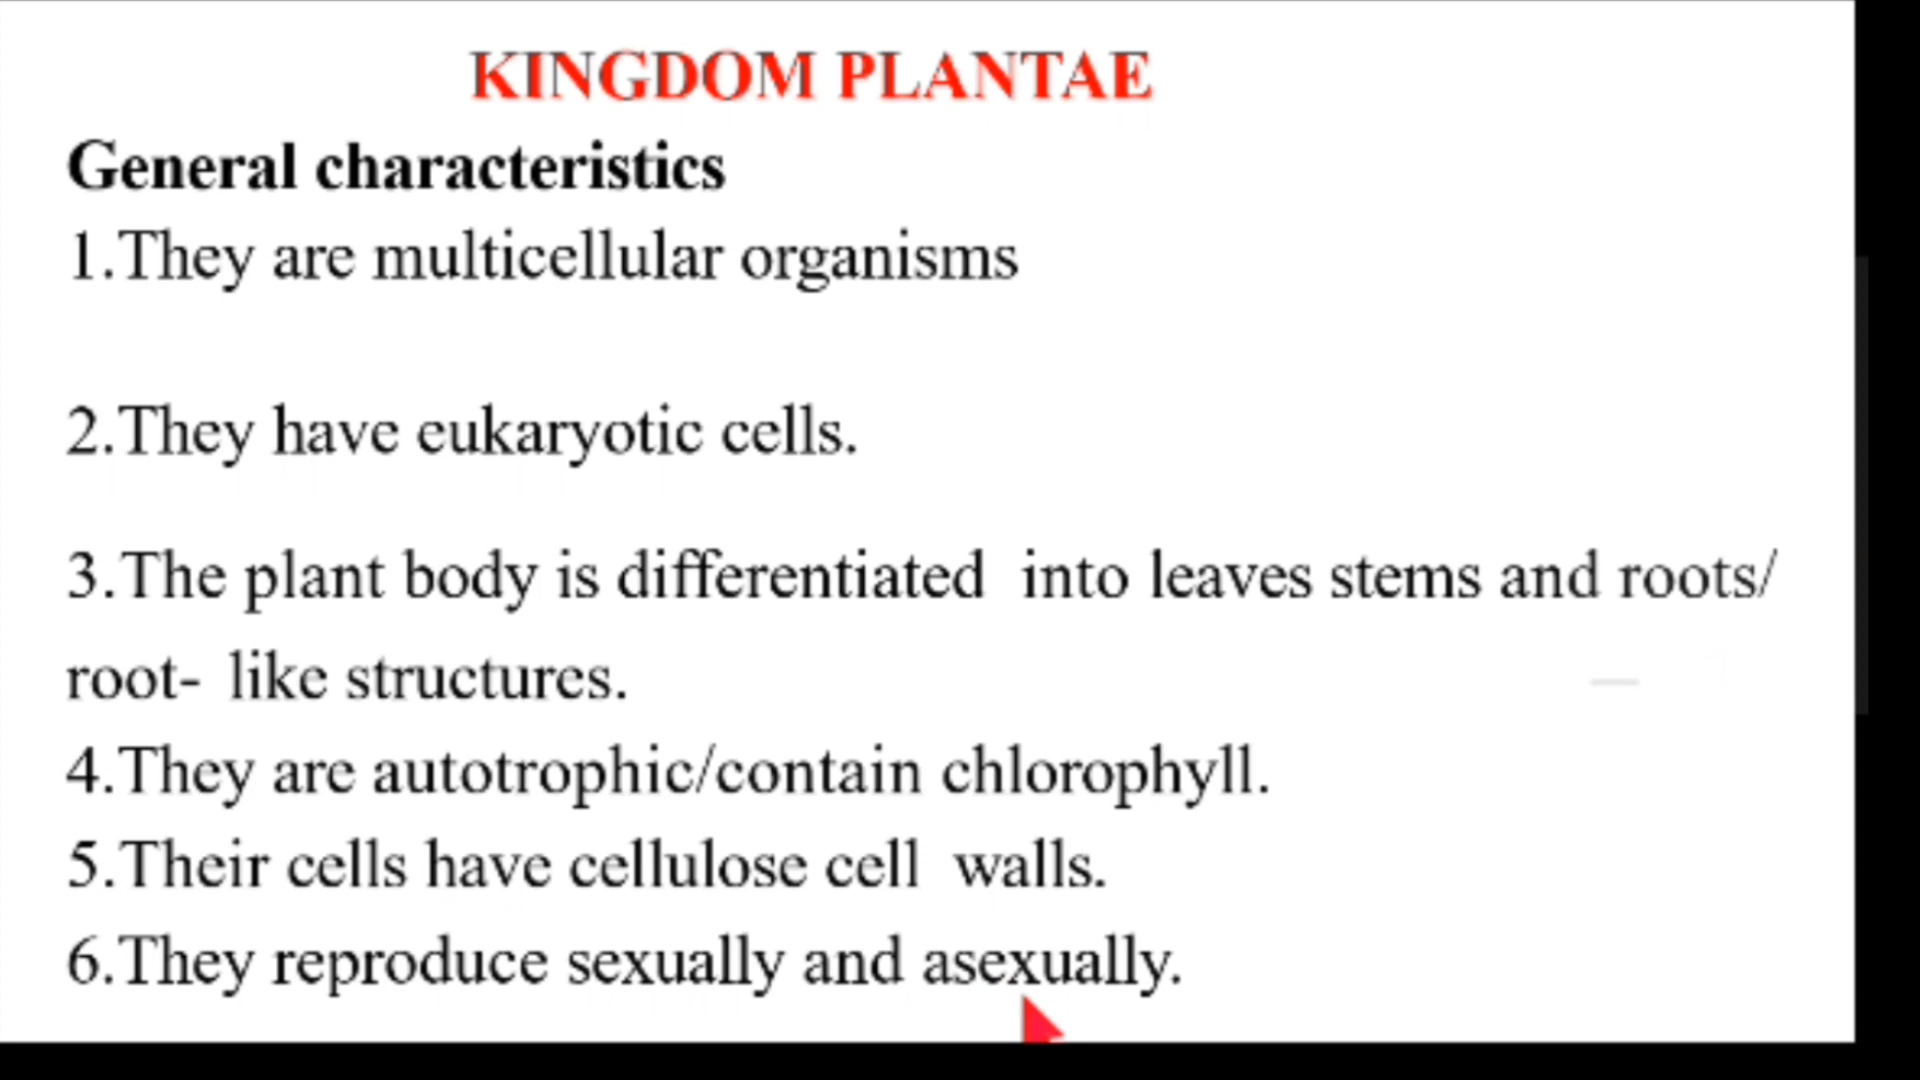 KINGDOM PLANTAE
General characteristics
1.They are multicellular organisms
2.They have eukaryotic cells.
3.The plant body is differentiated  into leaves stems and roots/
root-  like structures.
4.They are autotrophic/contain chlorophyll.
5.Their cells have cellulose cell  walls.
6.They reproduce sexually and asexually.